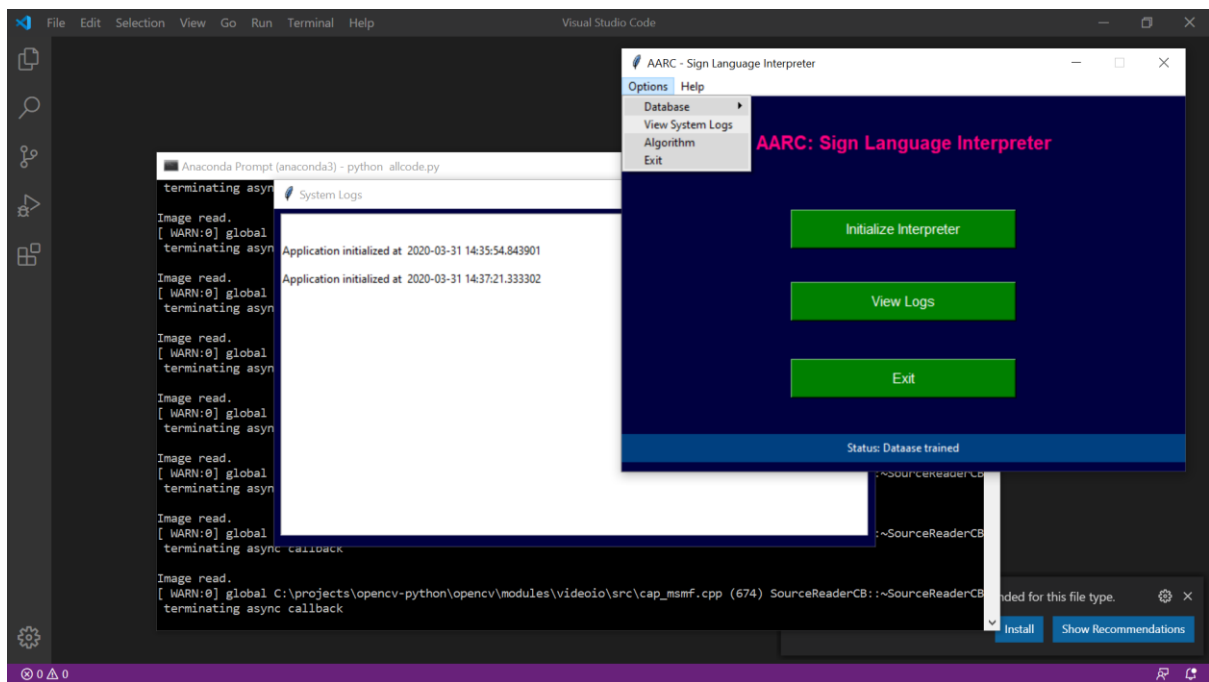 File Edit Selection View Go Run Terminal Help
Visual Studio Code
AARC - Sign Language Interpreter
Options Help
Database
View System Logs
Algorithm
Exit
AARC: Sign Language Interpreter
Initialize Interpreter
View Logs
Exit
Status: Dataase trained
Anaconda Prompt (anaconda3) - python allcode.py
terminating asyn
System Logs
Application initialized at 2020-03-31 14:35:54.843901
Application initialized at 2020-03-31 14:37:21.333302
Image read.
[ WARN:0] global
terminating asyn
Image read.
[ WARN:0] global
terminating asyn
Image read.
[ WARN:0] global
terminating asyn
Image read.
[ WARN:0] global
terminating asyn
Image read.
[ WARN:0] global :~SourceReaderCB
terminating asyn
Image read.
[ WARN:0] global :~SourceReaderCB
terminating async callback
Image read.
[ WARN:0] global C:\projects\opencv-python\opencv\modules\videoio\src\cap_msmf.cpp (674) SourceReaderCB::~SourceReaderCB
terminating async callback
nded for this file type.
Install Show Recommendations
0 0